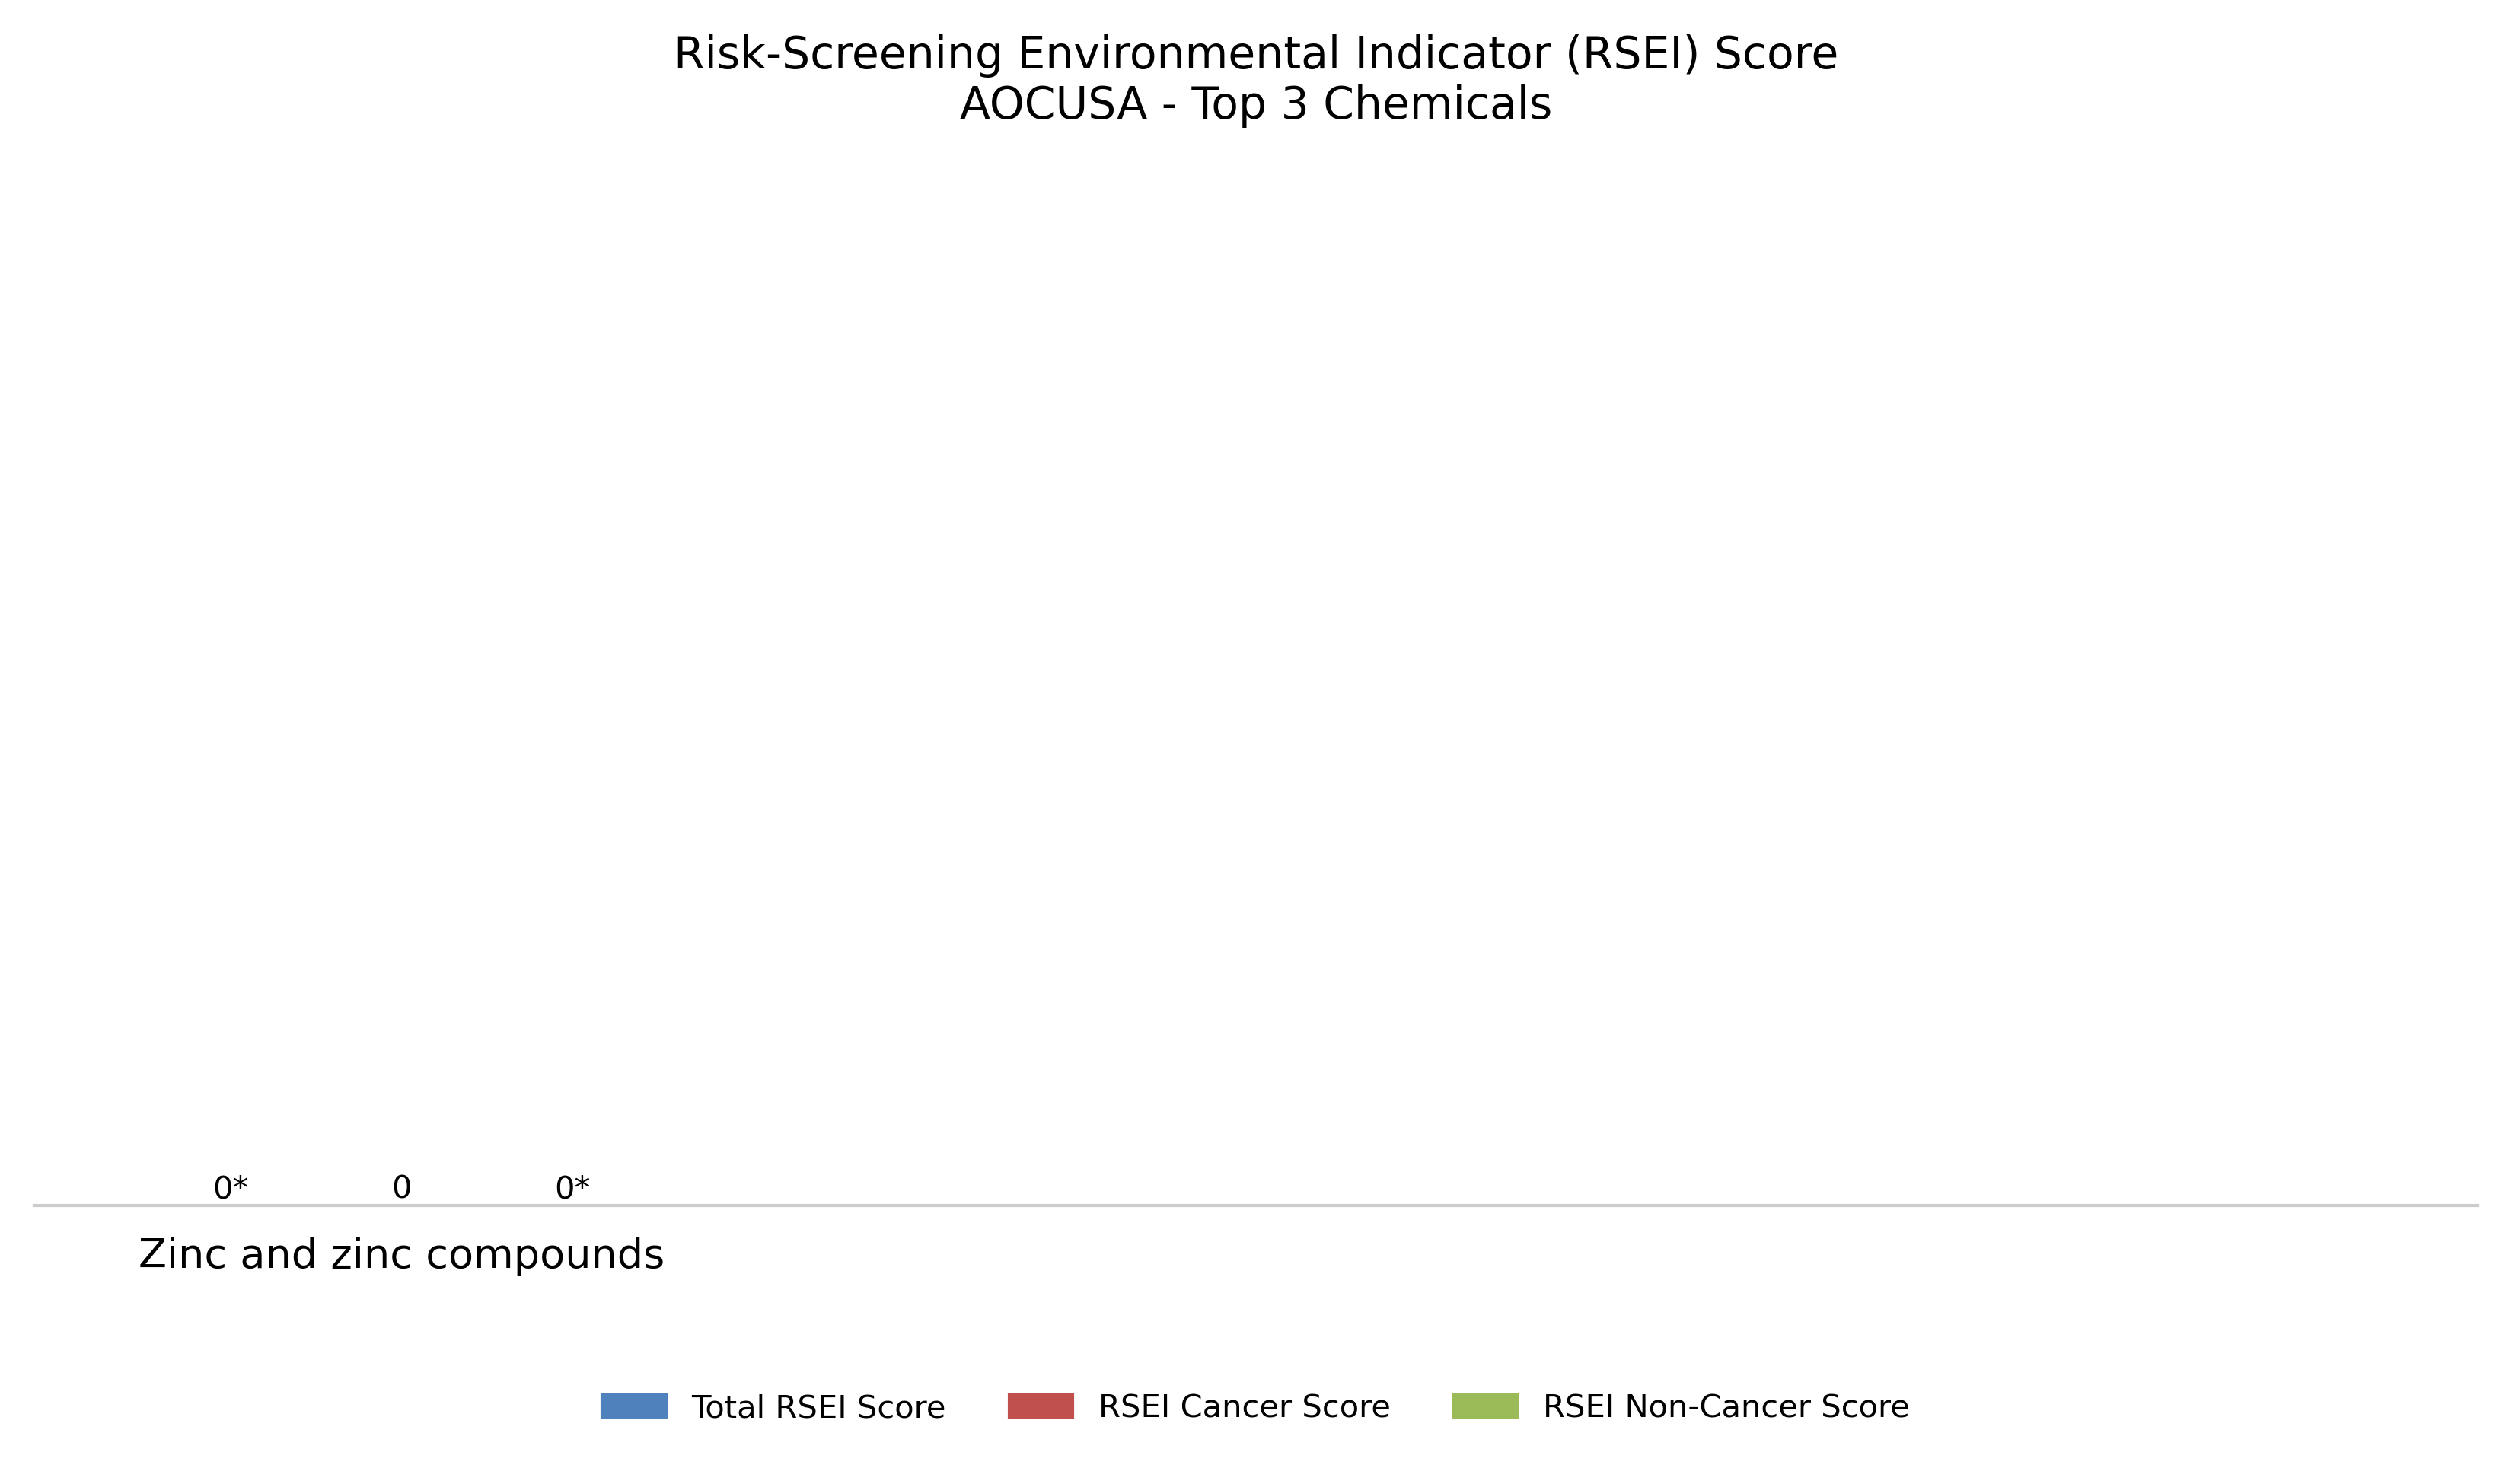 Risk-Screening Environmental Indicator (RSEI) Score
AOCUSA - Top 3 Chemicals
0* 0 0*
Zinc and zinc compounds
Total RSEI Score RSEI Cancer Score RSEI Non-Cancer Score